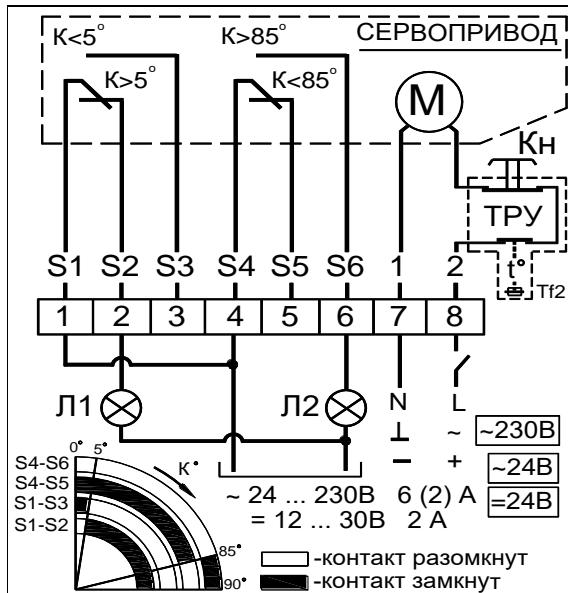 К<5° К>85° СЕРВОПРИВОД
К>5° К<85°
М
Кн
ТРУ
t°
Tf2
S1 S2 S3 S4 S5 S6 1 2
1 2 3 4 5 6 7 8
Л1 Л2 N L
⊥ ~ ~230В
− + ~24В
=24В
~ 24 ... 230В 6 (2) А
= 12 ... 30В 2 А
0° 5° К°
S4-S6
S4-S5
S1-S3
S1-S2
85°
90°
-контакт разомкнут
-контакт замкнут